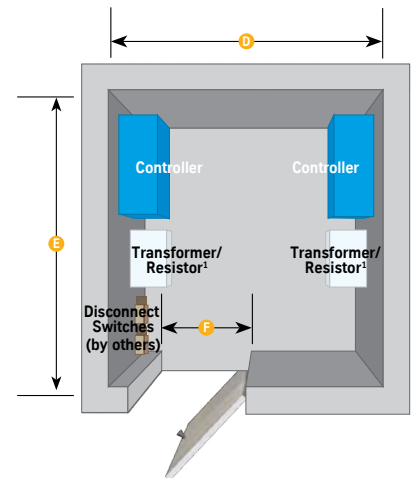 D
Controller
Controller
E
Transformer/
Resistor¹
Transformer/
Resistor¹
Disconnect
Switches
(by others)
F